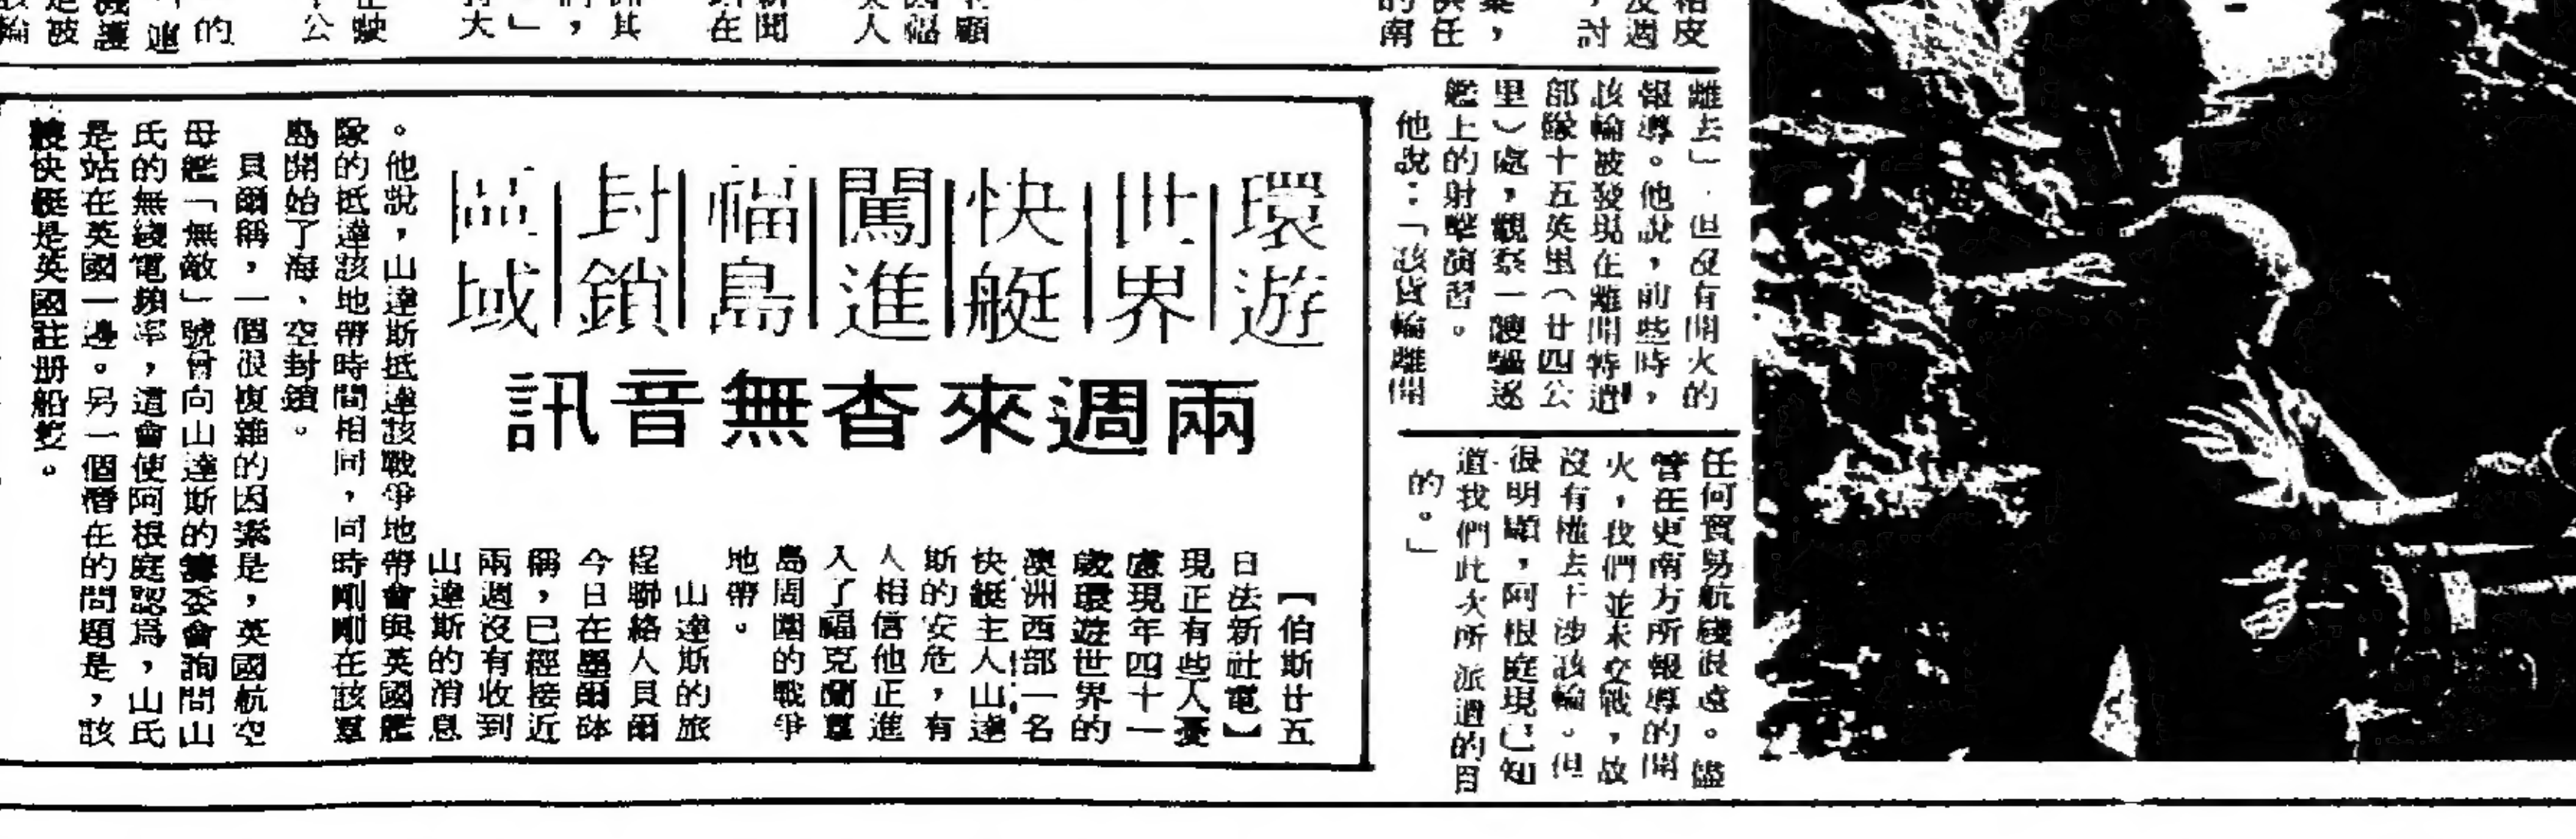 離去」，但沒有開火的
報導。他說，前些時，
該輪被發現在離開特遣
部隊十五英里（廿四公
里）處，觀察一艘驅逐
艦上的射擊演習。
他說：「該貨輪離開
任何貿易航綫很遠。儘
管在更南方所報導的開
火，我們並未交戰，故
沒有權去干涉該輪。但
很明顯，阿根庭現已知
道我們此次所派遣的目
的。」
環遊
世界
快艇
闖進
福島
封鎖
區域
兩週來杳無音訊
【伯斯廿五
日法新社電】
現正有些人憂
慮現年四十一
歲環遊世界的
澳洲西部一名
快艇主人山達
斯的安危，有
人相信他正進
入了福克蘭羣
島周圍的戰爭
地帶。
山達斯的旅
程聯絡人貝爾
今日在墨爾砵
稱，已經接近
兩週沒有收到
山達斯的消息
。他說，山達斯抵達該戰爭地帶會與英國艦
隊的抵達該地帶時間相同，同時剛剛在該羣
島開始了海、空封鎖。
貝爾稱，一個很複雜的因素是，英國航空
母艦「無敵」號曾向山達斯的籌委會詢問山
氏的無綫電頻率，這會使阿根庭認爲，山氏
是站在英國一邊。另一個潛在的問題是，該
艘快艇是英國註册船隻。